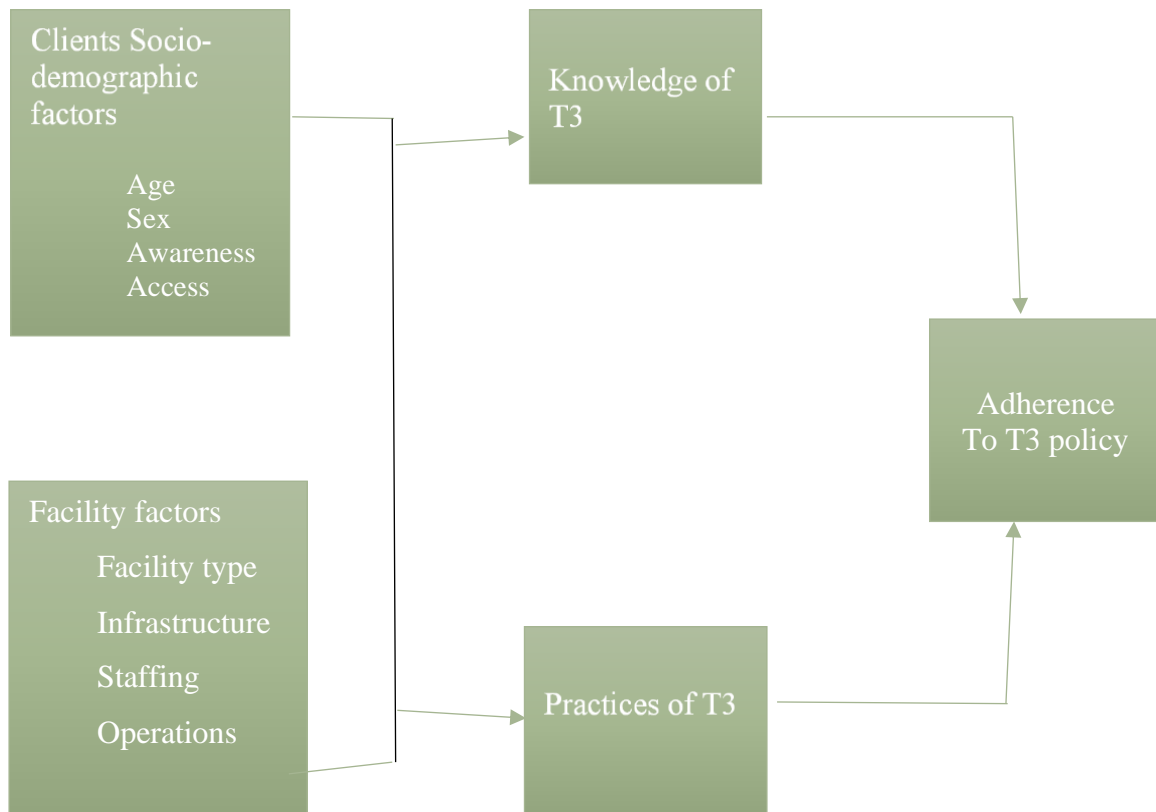 Clients Socio-
demographic
factors
Age
Sex
Awareness
Access
Knowledge of
T3
Adherence
To T3 policy
Facility factors
Facility type
Infrastructure
Staffing
Operations
Practices of T3